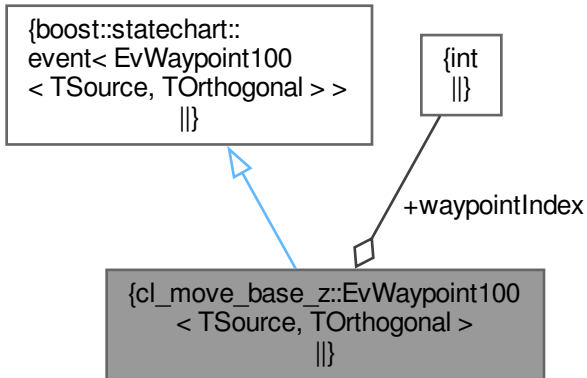 {boost::statechart::
event< EvWaypoint100
< TSource, TOrthogonal > >
||}
{int
||}
+waypointIndex
{cl_move_base_z::EvWaypoint100
< TSource, TOrthogonal >
||}